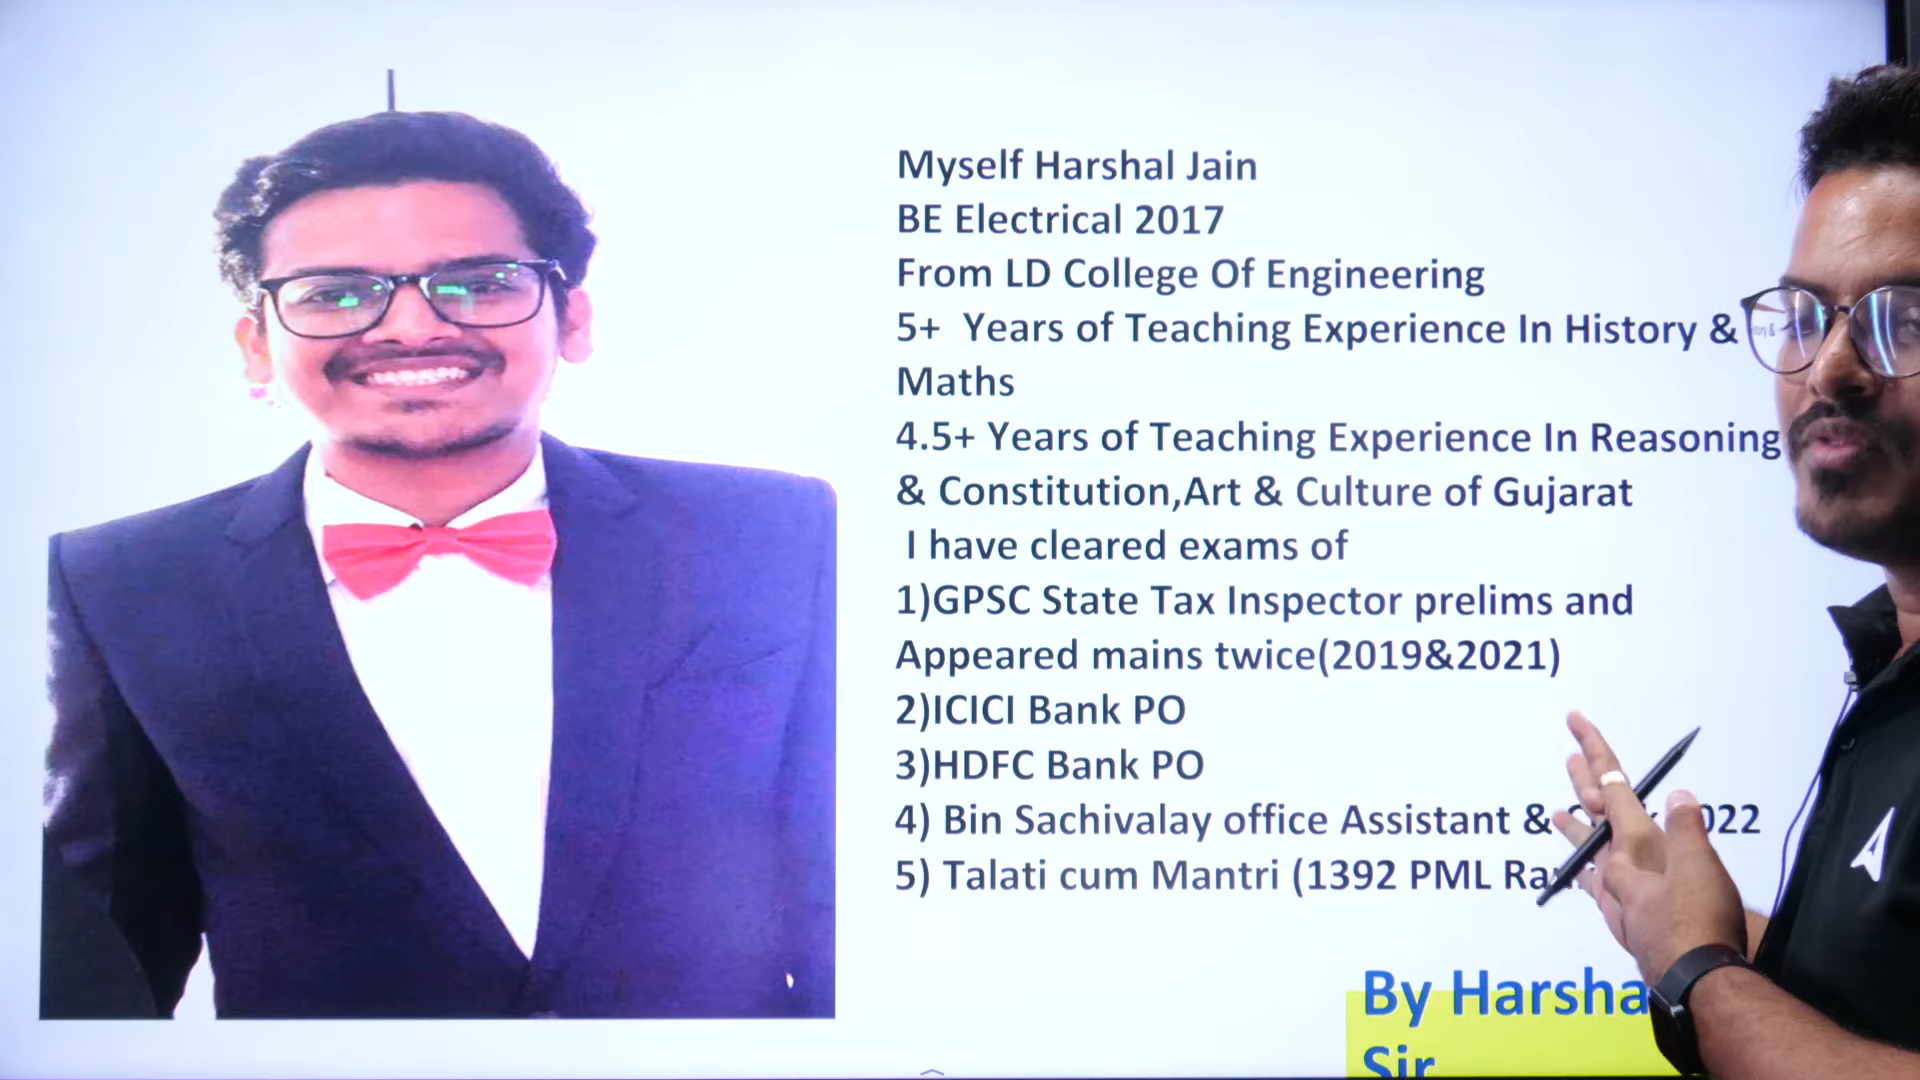 Myself Harshal Jain
BE Electrical 2017
From LD College Of Engineering
5+ Years of Teaching Experience In History &
Maths
4.5+ Years of Teaching Experience In Reasoning
& Constitution,Art & Culture of Gujarat
I have cleared exams of
1)GPSC State Tax Inspector prelims and
Appeared mains twice(2019&2021)
2)ICICI Bank PO
3)HDFC Bank PO
4) Bin Sachivalay office Assistant & 022
5) Talati cum Mantri (1392 PML Ra
By Harsha
Sir